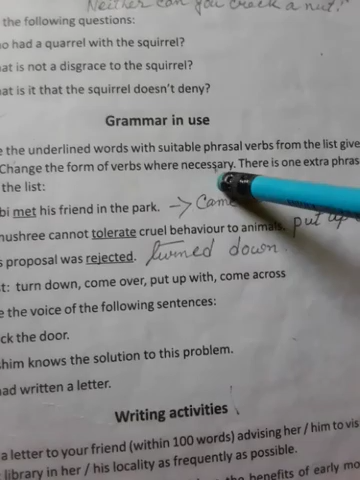 Neither can you crack a nut."
the following questions:
ho had a quarrel with the squirrel?
hat is not a disgrace to the squirrel?
hat is it that the squirrel doesn't deny?
Grammar in use
e the underlined words with suitable phrasal verbs from the list give
Change the form of verbs where necessary. There is one extra phras
the list:
bi met his friend in the park. → Came
nushree cannot tolerate cruel behaviour to animals. put up
s proposal was rejected. turned down.
st: turn down, come over, put up with, come across
e the voice of the following sentences:
ck the door.
shim knows the solution to this problem.
had written a letter.
Writing activities
a letter to your friend (within 100 words) advising her / him to vis
library in her / his locality as frequently as possible.
the benefits of early mo